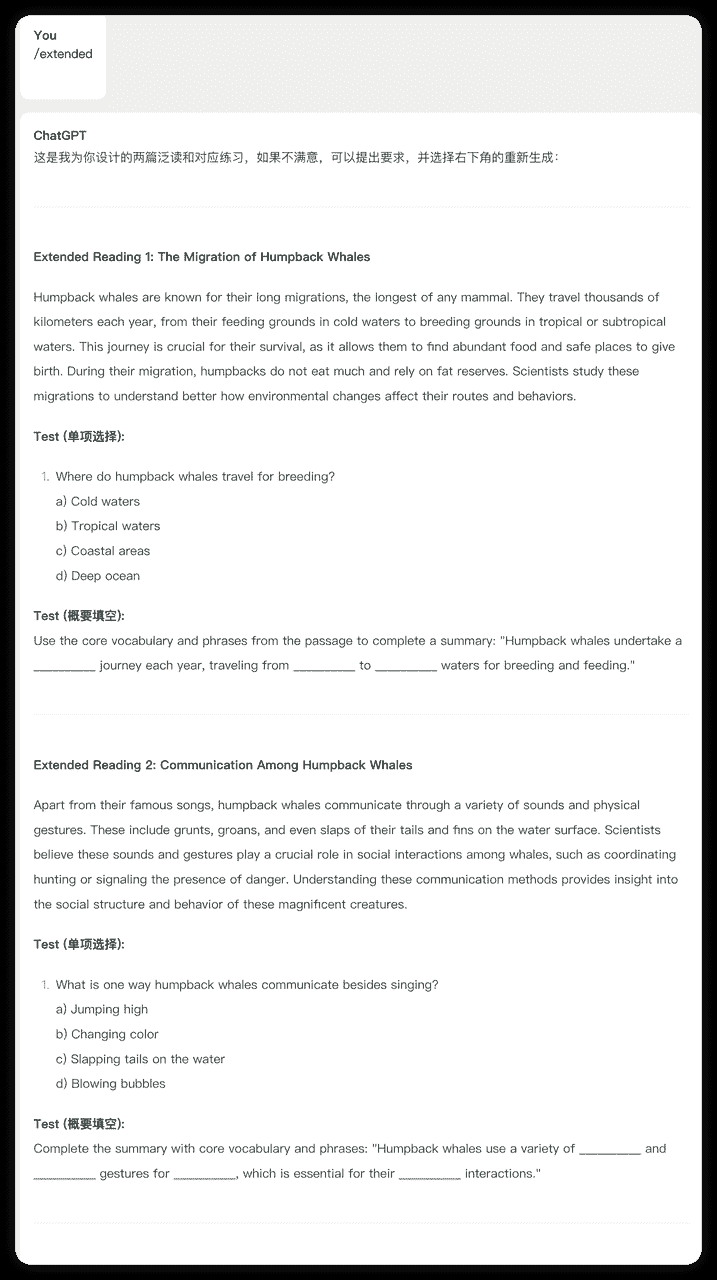 You
/extended
ChatGPT
这是我为你设计的两篇泛读和对应练习，如果不满意，可以提出要求，并选择右下角的重新生成：
Extended Reading 1: The Migration of Humpback Whales
Humpback whales are known for their long migrations, the longest of any mammal. They travel thousands of
kilometers each year, from their feeding grounds in cold waters to breeding grounds in tropical or subtropical
waters. This journey is crucial for their survival, as it allows them to find abundant food and safe places to give
birth. During their migration, humpbacks do not eat much and rely on fat reserves. Scientists study these
migrations to understand better how environmental changes affect their routes and behaviors.
Test (单项选择):
1. Where do humpback whales travel for breeding?
a) Cold waters
b) Tropical waters
c) Coastal areas
d) Deep ocean
Test (概要填空):
Use the core vocabulary and phrases from the passage to complete a summary: "Humpback whales undertake a
__________ journey each year, traveling from __________ to __________ waters for breeding and feeding."
Extended Reading 2: Communication Among Humpback Whales
Apart from their famous songs, humpback whales communicate through a variety of sounds and physical
gestures. These include grunts, groans, and even slaps of their tails and fins on the water surface. Scientists
believe these sounds and gestures play a crucial role in social interactions among whales, such as coordinating
hunting or signaling the presence of danger. Understanding these communication methods provides insight into
the social structure and behavior of these magnificent creatures.
Test (单项选择):
1. What is one way humpback whales communicate besides singing?
a) Jumping high
b) Changing color
c) Slapping tails on the water
d) Blowing bubbles
Test (概要填空):
Complete the summary with core vocabulary and phrases: "Humpback whales use a variety of __________ and
__________ gestures for __________, which is essential for their __________ interactions."